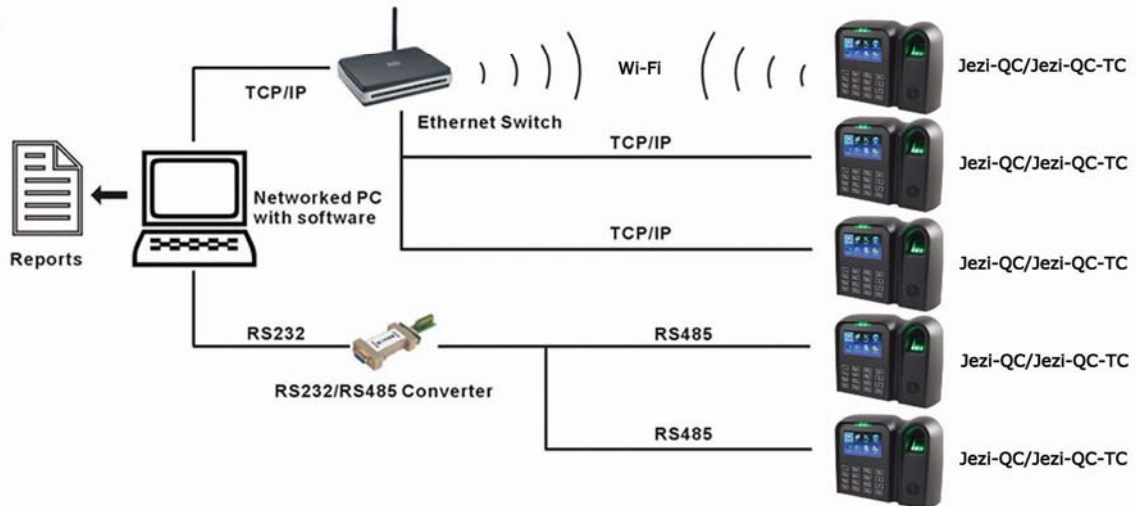 Wi-Fi
Jezi-QC/Jezi-QC-TC
TCP/IP
Ethernet Switch
TCP/IP
Jezi-QC/Jezi-QC-TC
Networked PC
with software
Reports
TCP/IP
Jezi-QC/Jezi-QC-TC
RS232
RS485
Jezi-QC/Jezi-QC-TC
RS232/RS485 Converter
RS485
Jezi-QC/Jezi-QC-TC